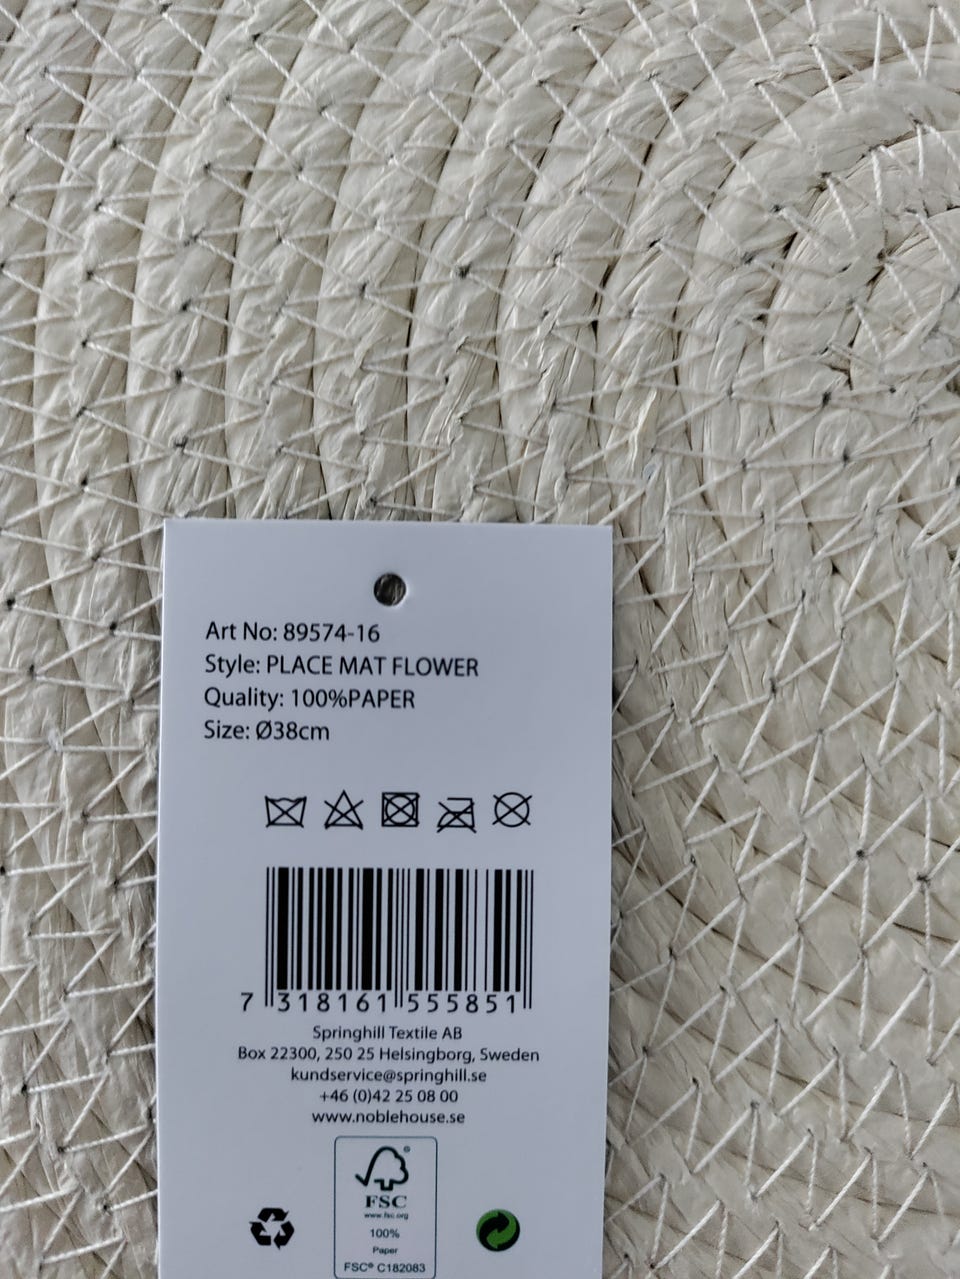 Art No: 89574-16
Style: PLACE MAT FLOWER
Quality: 100%PAPER
Size: Ø38cm
7 318161 555851
Springhill Textile AB
Box 22300, 250 25 Helsingborg, Sweden
kundservice@springhill.se
+46 (0)42 25 08 00
www.noblehouse.se
®
FSC
www.fsc.org
100%
Paper
FSC® C182083